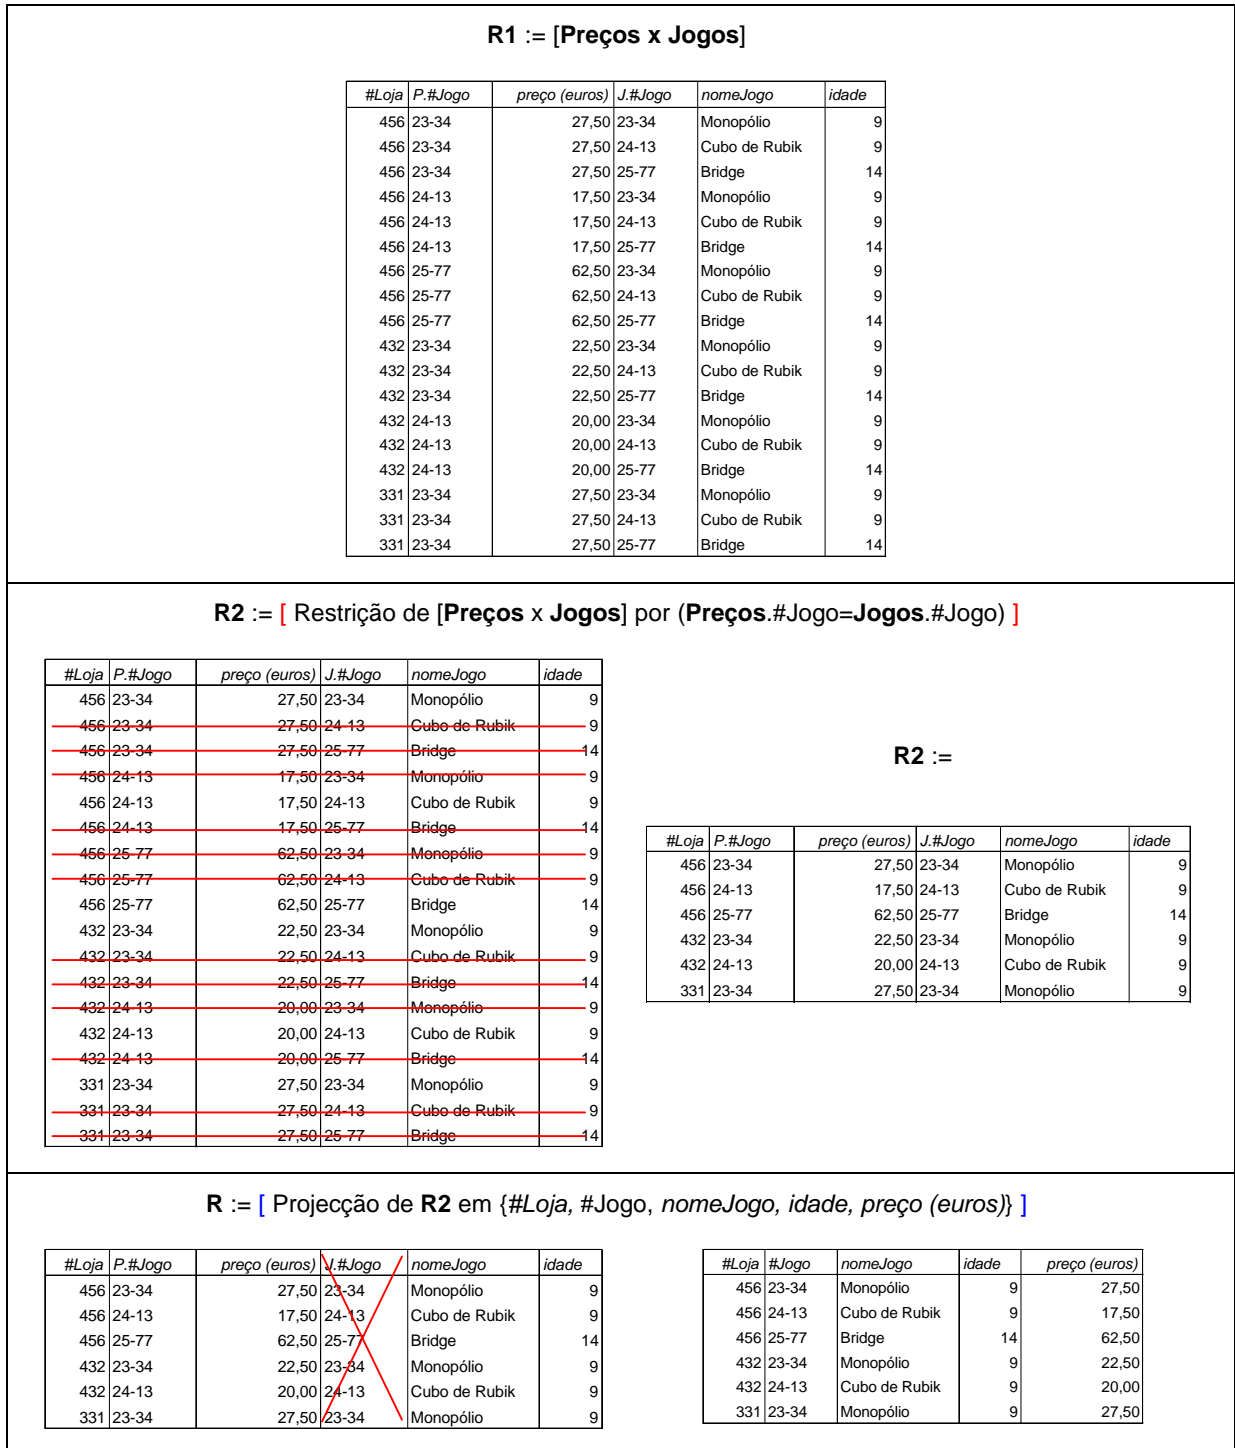 R1 := [Preços x Jogos]
#Loja P.#Jogo preço (euros) J.#Jogo nomeJogo idade
456 23-34 27,50 23-34 Monopólio 9
456 23-34 27,50 24-13 Cubo de Rubik 9
456 23-34 27,50 25-77 Bridge 14
456 24-13 17,50 23-34 Monopólio 9
456 24-13 17,50 24-13 Cubo de Rubik 9
456 24-13 17,50 25-77 Bridge 14
456 25-77 62,50 23-34 Monopólio 9
456 25-77 62,50 24-13 Cubo de Rubik 9
456 25-77 62,50 25-77 Bridge 14
432 23-34 22,50 23-34 Monopólio 9
432 23-34 22,50 24-13 Cubo de Rubik 9
432 23-34 22,50 25-77 Bridge 14
432 24-13 20,00 23-34 Monopólio 9
432 24-13 20,00 24-13 Cubo de Rubik 9
432 24-13 20,00 25-77 Bridge 14
331 23-34 27,50 23-34 Monopólio 9
331 23-34 27,50 24-13 Cubo de Rubik 9
331 23-34 27,50 25-77 Bridge 14
R2 := [ Restrição de [Preços x Jogos] por (Preços.#Jogo=Jogos.#Jogo) ]
#Loja P.#Jogo preço (euros) J.#Jogo nomeJogo idade
456 23-34 27,50 23-34 Monopólio 9
456 23-34 27,50 24-13 Cubo de Rubik 9
456 23-34 27,50 25-77 Bridge 14
456 24-13 17,50 23-34 Monopólio 9
456 24-13 17,50 24-13 Cubo de Rubik 9
456 24-13 17,50 25-77 Bridge 14
456 25-77 62,50 23-34 Monopólio 9
456 25-77 62,50 24-13 Cubo de Rubik 9
456 25-77 62,50 25-77 Bridge 14
432 23-34 22,50 23-34 Monopólio 9
432 23-34 22,50 24-13 Cubo de Rubik 9
432 23-34 22,50 25-77 Bridge 14
432 24-13 20,00 23-34 Monopólio 9
432 24-13 20,00 24-13 Cubo de Rubik 9
432 24-13 20,00 25-77 Bridge 14
331 23-34 27,50 23-34 Monopólio 9
331 23-34 27,50 24-13 Cubo de Rubik 9
331 23-34 27,50 25-77 Bridge 14
R2 :=
#Loja P.#Jogo preço (euros) J.#Jogo nomeJogo idade
456 23-34 27,50 23-34 Monopólio 9
456 24-13 17,50 24-13 Cubo de Rubik 9
456 25-77 62,50 25-77 Bridge 14
432 23-34 22,50 23-34 Monopólio 9
432 24-13 20,00 24-13 Cubo de Rubik 9
331 23-34 27,50 23-34 Monopólio 9
R := [ Projecção de R2 em {#Loja, #Jogo, nomeJogo, idade, preço (euros)} ]
#Loja P.#Jogo preço (euros) J.#Jogo nomeJogo idade
456 23-34 27,50 23-34 Monopólio 9
456 24-13 17,50 24-13 Cubo de Rubik 9
456 25-77 62,50 25-77 Bridge 14
432 23-34 22,50 23-34 Monopólio 9
432 24-13 20,00 24-13 Cubo de Rubik 9
331 23-34 27,50 23-34 Monopólio 9
#Loja #Jogo nomeJogo idade preço (euros)
456 23-34 Monopólio 9 27,50
456 24-13 Cubo de Rubik 9 17,50
456 25-77 Bridge 14 62,50
432 23-34 Monopólio 9 22,50
432 24-13 Cubo de Rubik 9 20,00
331 23-34 Monopólio 9 27,50